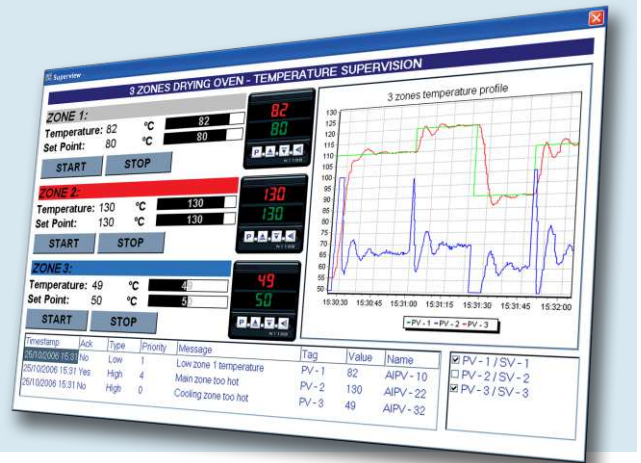 Superview
3 ZONES DRYING OVEN - TEMPERATURE SUPERVISION
ZONE 1:
Temperature: 82 °C 82
Set Point: 80 °C 80
START STOP
82
80
P
N1100
ZONE 2:
Temperature: 130 °C 130
Set Point: 130 °C 130
START STOP
130
130
P
N1100
ZONE 3:
Temperature: 49 °C 49
Set Point: 50 °C 50
START STOP
49
50
P
N1100
3 zones temperature profile
130
125
120
115
110
105
100
95
90
85
80
75
70
65
60
55
50
15:30:30 15:30:45 15:31:00 15:31:15 15:31:30 15:31:45 15:32:00
PV - 1 PV - 2 PV - 3
Timestamp Ack Type Priority Message Tag Value Name
25/10/2006 15:31 No Low 1 Low zone 1 temperature PV - 1 82 AIPV - 10
25/10/2006 15:31 Yes High 4 Main zone too hot PV - 2 130 AIPV - 22
25/10/2006 15:31 No High 0 Cooling zone too hot PV - 3 49 AIPV - 32
PV - 1 / SV - 1
PV - 2 / SV - 2
PV - 3 / SV - 3